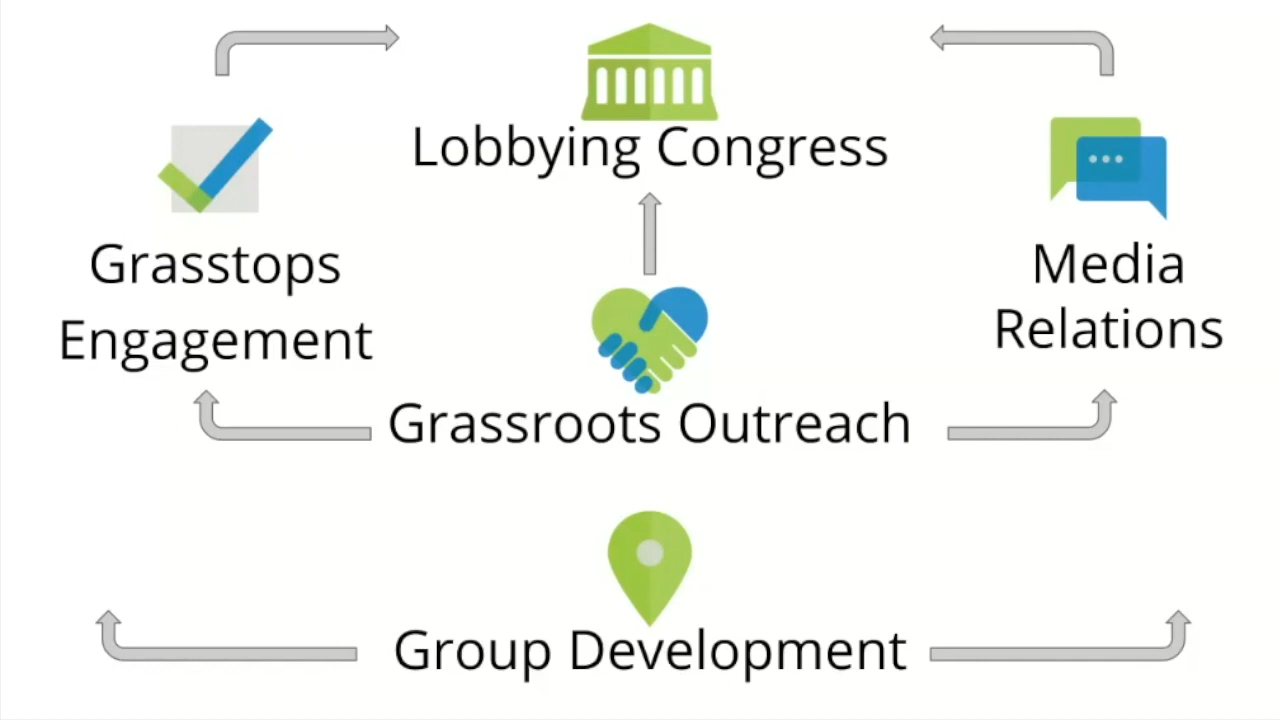 Lobbying Congress
Grasstops
Engagement
Media
Relations
Grassroots Outreach
Group Development